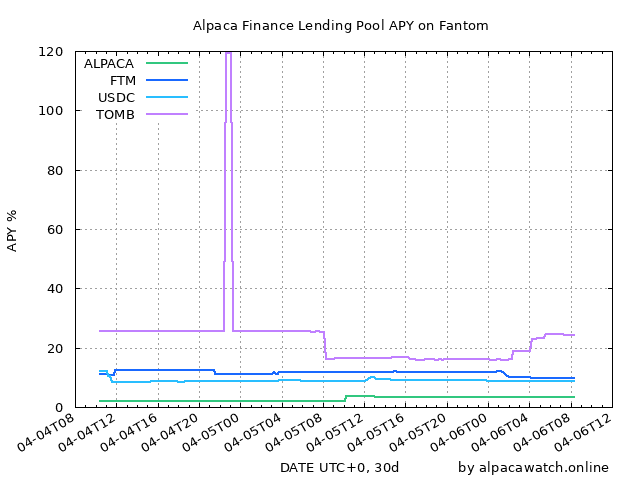 Alpaca Finance Lending Pool APY on Fantom
120
100
80
60
40
20
0
APY %
ALPACA
FTM
USDC
TOMB
04-04T08
04-04T12
04-04T16
04-04T20
04-05T00
04-05T04
04-05T08
04-05T12
04-05T16
04-05T20
04-06T00
04-06T04
04-06T08
04-06T12
DATE UTC+0, 30d by alpacawatch.online